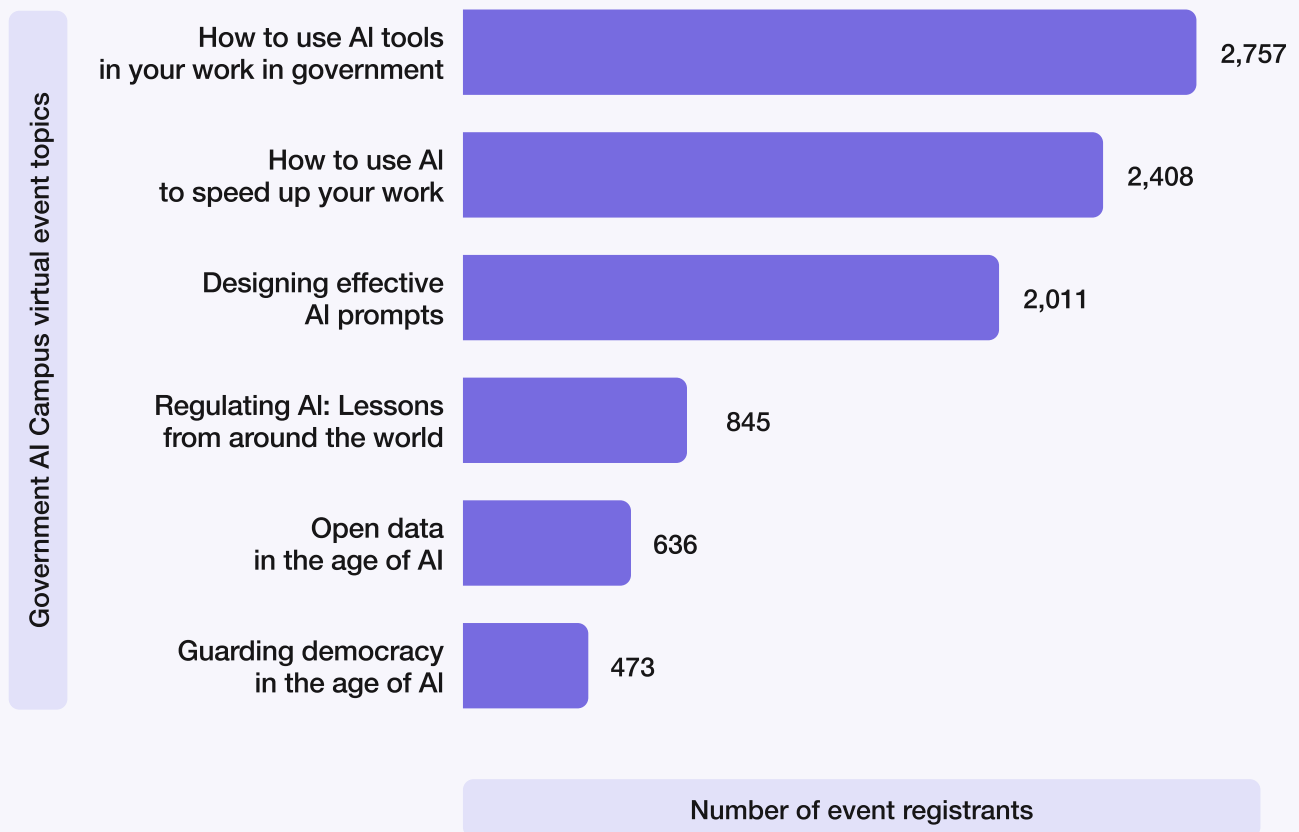 Government AI Campus virtual event topics
How to use AI tools
in your work in government
2,757
How to use AI
to speed up your work
2,408
Designing effective
AI prompts
2,011
Regulating AI: Lessons
from around the world
845
Open data
in the age of AI
636
Guarding democracy
in the age of AI
473
Number of event registrants